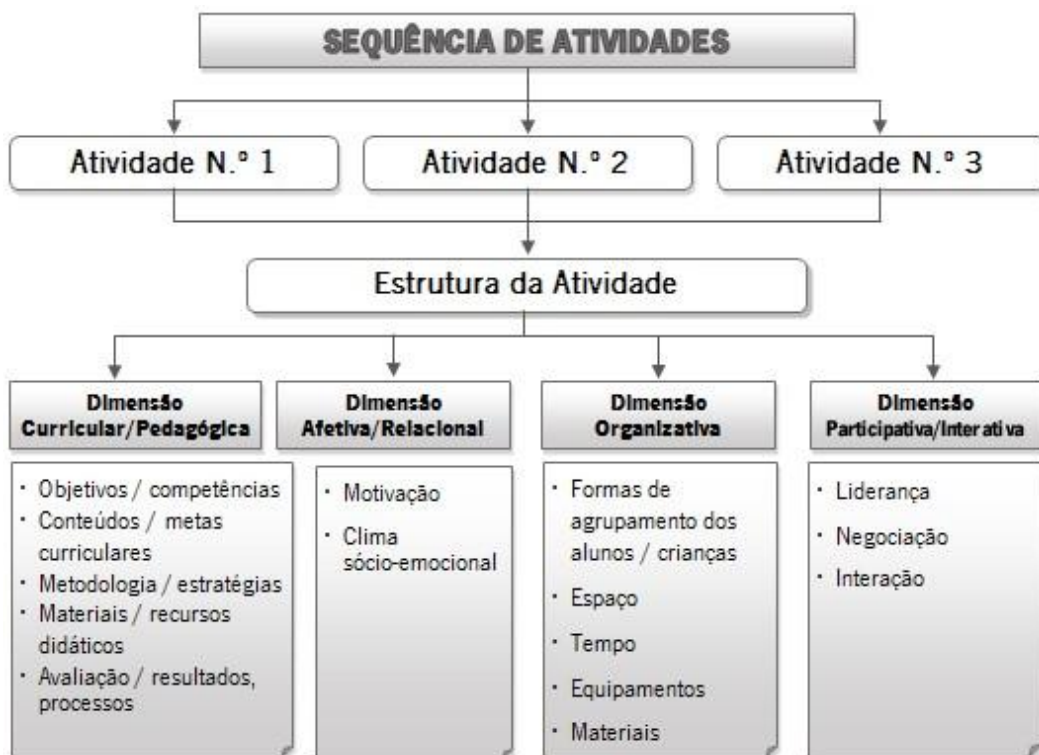 SEQUÊNCIA DE ATIVIDADES
Atividade N.º 1
Atividade N.º 2
Atividade N.º 3
Estrutura da Atividade
Dimensão
Curricular/Pedagógica
· Objetivos / competências
· Conteúdos / metas
curriculares
· Metodologia / estratégias
· Materiais / recursos
didáticos
· Avaliação / resultados,
processos
Dimensão
Afetiva/Relacional
· Motivação
· Clima
sócio-emocional
Dimensão
Organizativa
· Formas de
agrupamento dos
alunos / crianças
· Espaço
· Tempo
· Equipamentos
· Materiais
Dimensão
Participativa/Interativa
· Liderança
· Negociação
· Interação